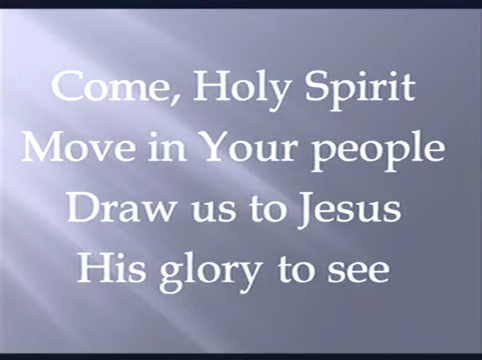 Come, Holy Spirit
Move in Your people
Draw us to Jesus
His glory to see